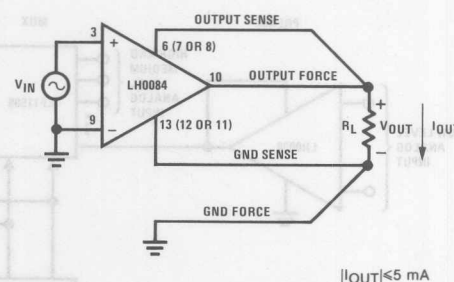 OUTPUT SENSE
3
+
6 (7 OR 8)
10
OUTPUT FORCE
VIN
LH0084
+
9
−
13 (12 OR 11)
RL
VOUT
IOUT
−
GND SENSE
GND FORCE
|IOUT|≤5 mA